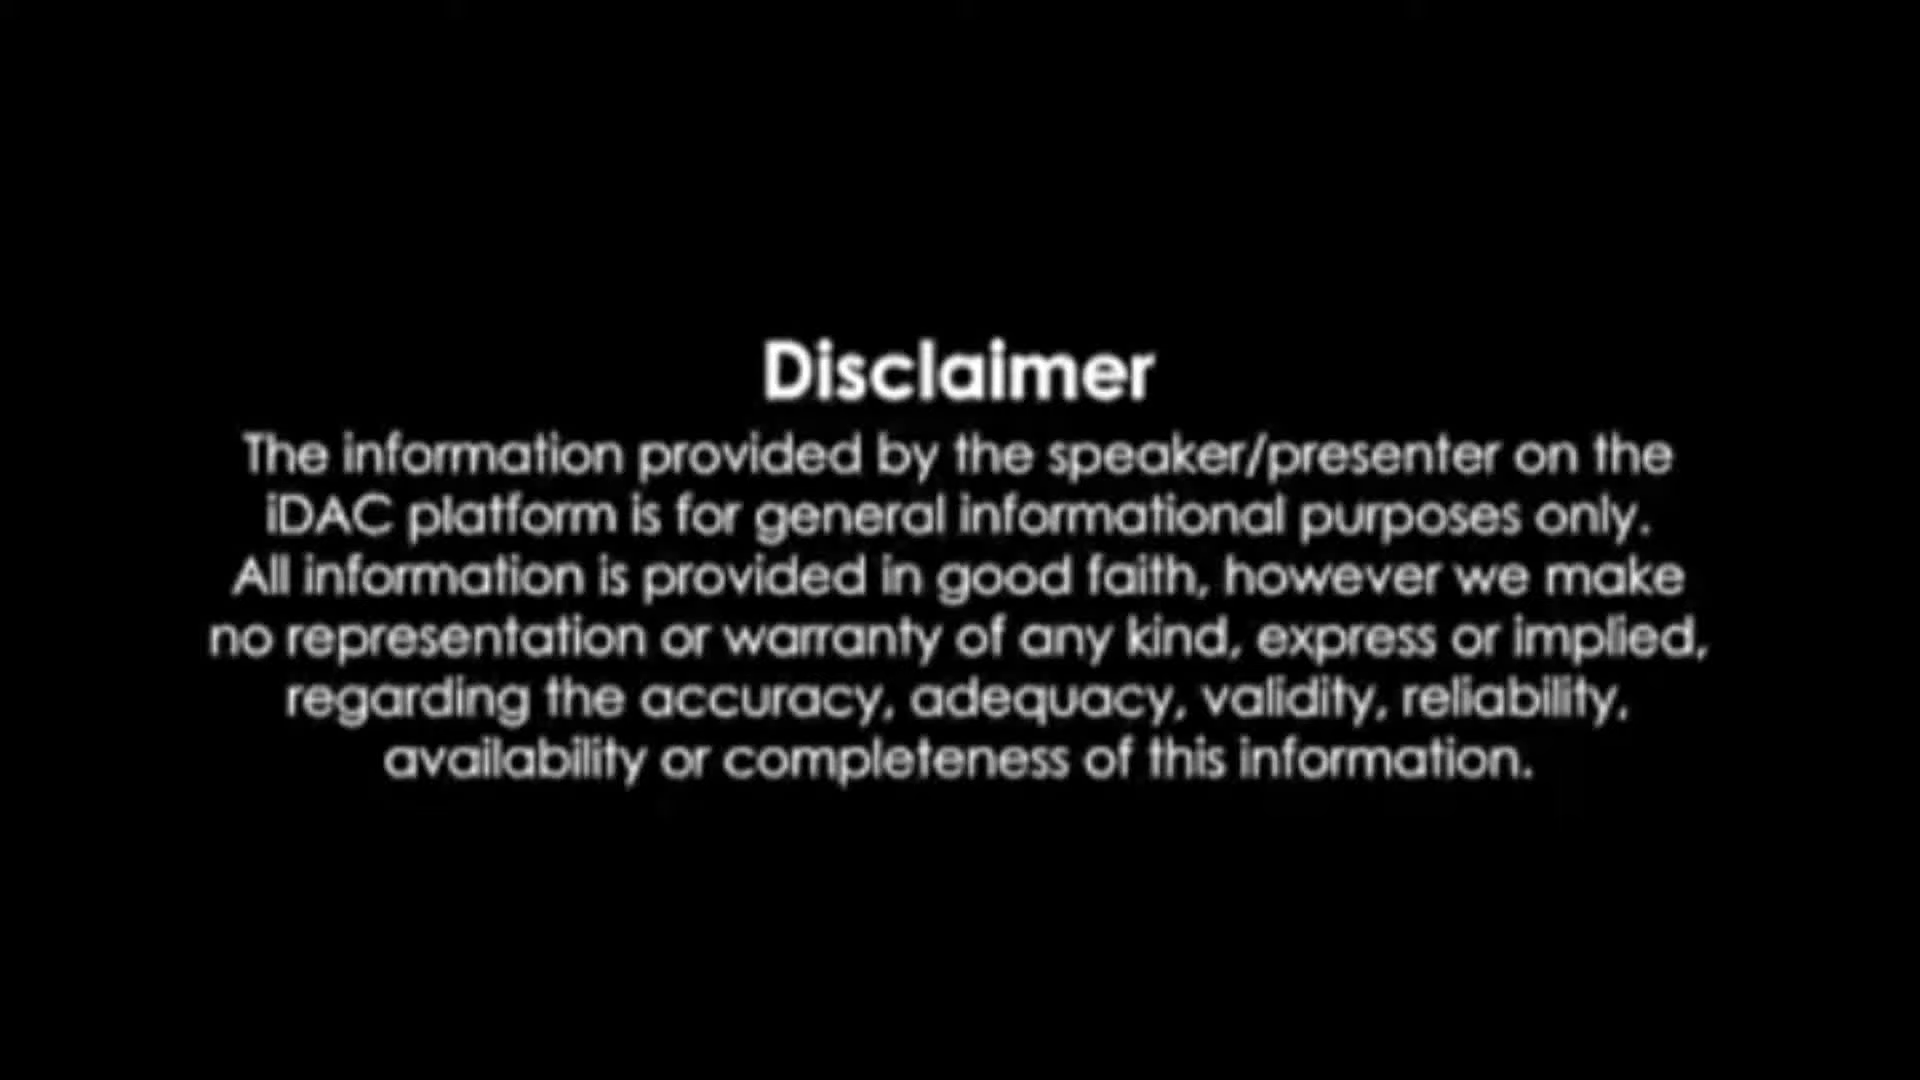 Disclaimer
The information provided by the speaker/presenter on the
iDAC platform is for general informational purposes only.
All information is provided in good faith, however we make
no representation or warranty of any kind, express or implied,
regarding the accuracy, adequacy, validity, reliability,
availability or completeness of this information.